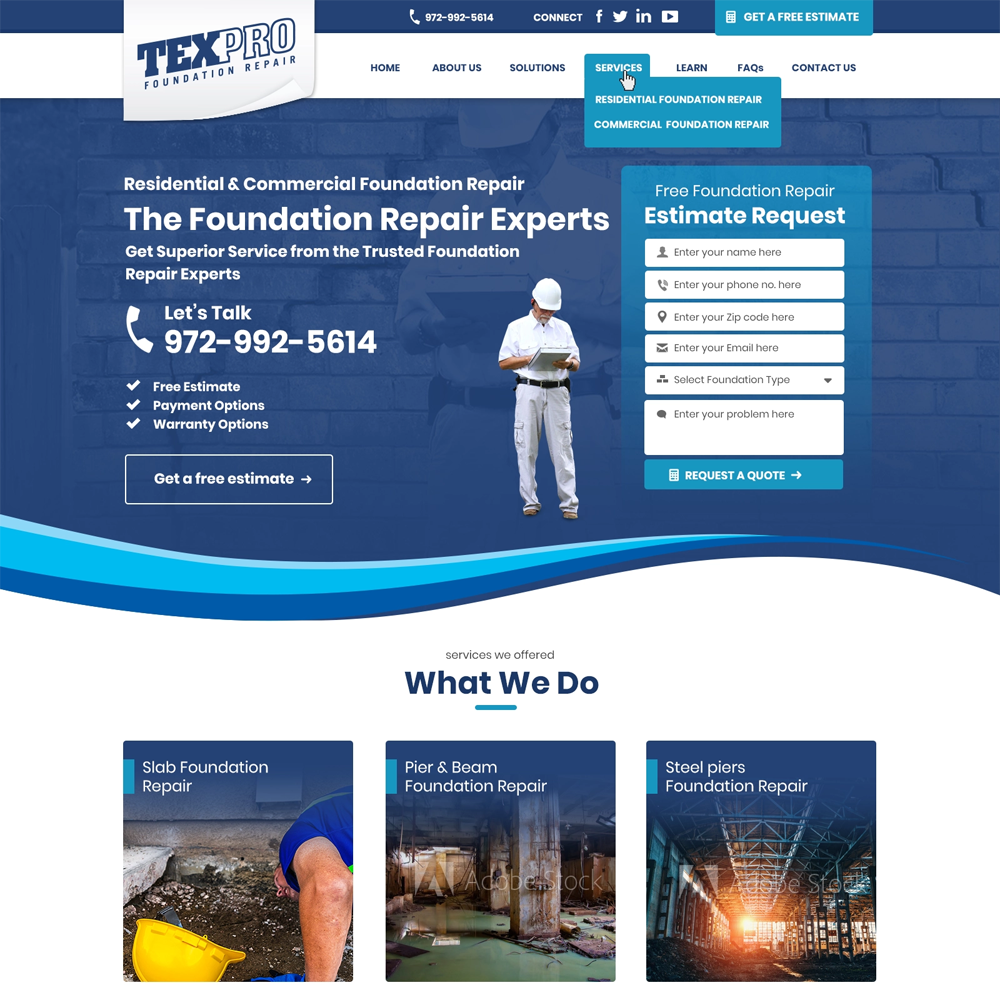 972-992-5614
CONNECT
GET A FREE ESTIMATE
TEXPRO
FOUNDATION REPAIR
HOME
ABOUT US
SOLUTIONS
SERVICES
LEARN
FAQs
CONTACT US
RESIDENTIAL FOUNDATION REPAIR
COMMERCIAL FOUNDATION REPAIR
Residential & Commercial Foundation Repair
The Foundation Repair Experts
Get Superior Service from the Trusted Foundation
Repair Experts
Let's Talk
972-992-5614
Free Estimate
Payment Options
Warranty Options
Get a free estimate
Free Foundation Repair
Estimate Request
Enter your name here
Enter your phone no. here
Enter your Zip code here
Enter your Email here
Select Foundation Type
Enter your problem here
REQUEST A QUOTE
services we offered
What We Do
Slab Foundation
Repair
Pier & Beam
Foundation Repair
Adobe Stock
Steel piers
Foundation Repair
Adobe Stock